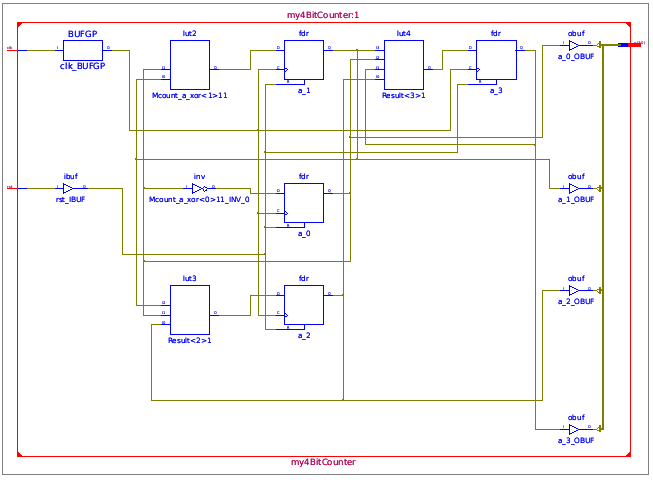 my4BitCounter:1
BUFGP
clk_BUFGP
lut2
Mcount_a_xor<1>11
fdr
a_1
lut4
Result<3>1
fdr
a_3
obuf
a_0_OBUF
ibuf
rst_IBUF
inv
Mcount_a_xor<0>11_INV_0
fdr
a_0
obuf
a_1_OBUF
lut3
Result<2>1
fdr
a_2
obuf
a_2_OBUF
obuf
a_3_OBUF
my4BitCounter